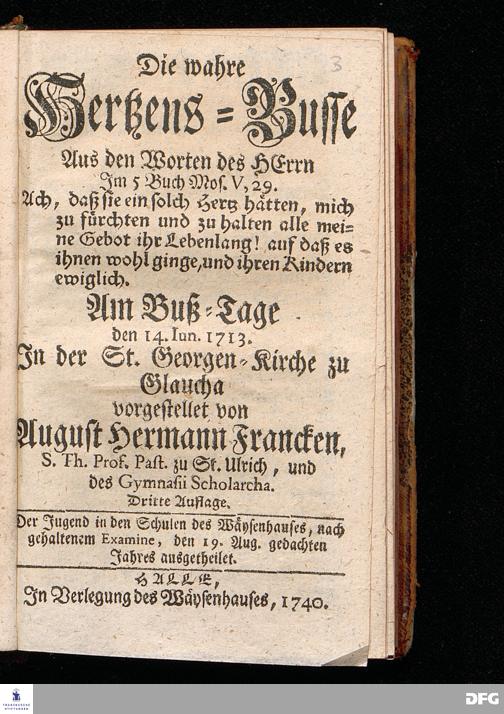 3
Die wahre
Hertzens-Busse
Aus den Worten des HErrn
Im 5 Buch Mos. V, 29.
Ach, daß sie ein solch Hertz hätten, mich
zu fürchten und zu halten alle mei-
ne Gebot ihr Lebenlang! auf daß es
ihnen wohl ginge, und ihren Kindern
ewiglich.
Am Buß-Tage
den 14. Iun. 1713.
In der St. Georgen-Kirche zu
Glaucha
vorgestellet von
August Hermann Francken,
S. Th. Prof. Past. zu St. Ulrich, und
des Gymnasii Scholarcha.
Dritte Auflage.
Der Jugend in den Schulen des Wäysenhauses, nach
gehaltenem Examine, den 19. Aug. gedachten
Jahres ausgetheilet.
HALLE,
In Verlegung des Wäysenhauses, 1740.
FRANCKESCHE
STIFTUNGEN
DFG